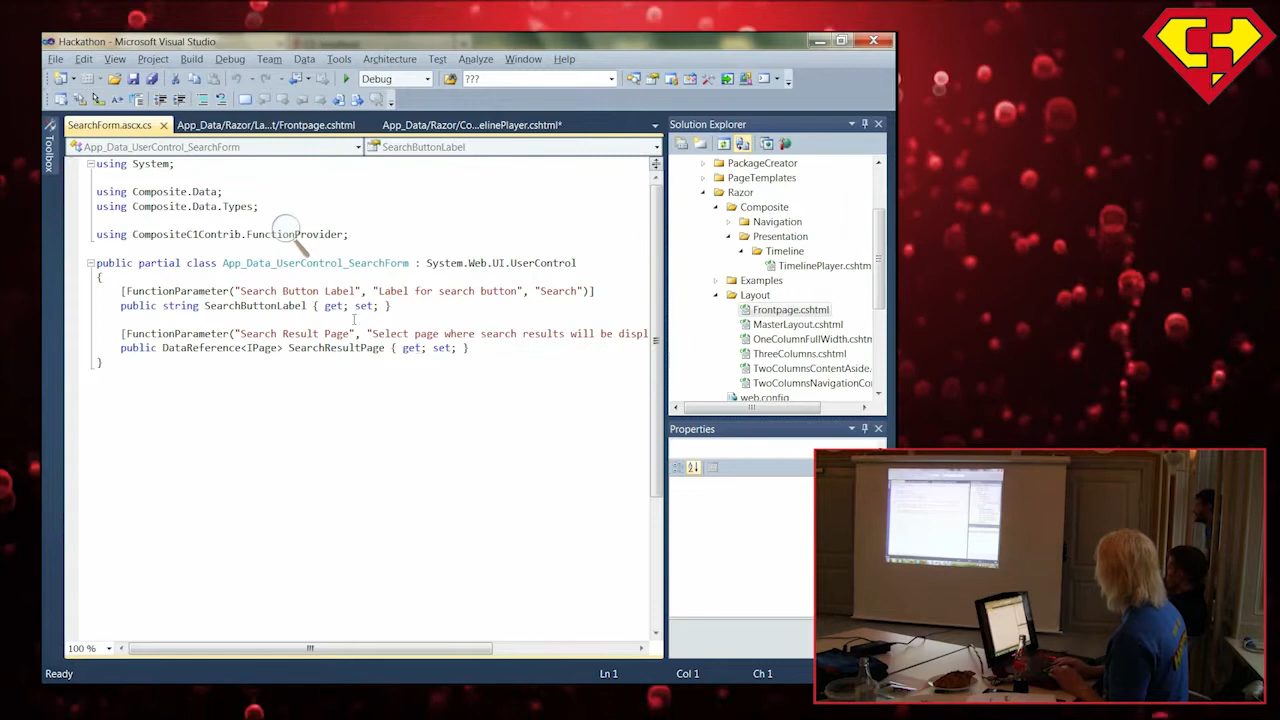 Hackathon - Microsoft Visual Studio
File Edit View Project Build Debug Team Data Tools Architecture Test Analyze Window Help
Debug
???
SearchForm.ascx.cs
App_Data/Razor/La...t/Frontpage.cshtml
App_Data/Razor/Co...elinePlayer.cshtml*
Toolbox
App_Data_UserControl_SearchForm
SearchButtonLabel
using System;
using Composite.Data;
using Composite.Data.Types;
using CompositeC1Contrib.FunctionProvider;
public partial class App_Data_UserControl_SearchForm : System.Web.UI.UserControl
{
[FunctionParameter("Search Button Label", "Label for search button", "Search")]
public string SearchButtonLabel { get; set; }
[FunctionParameter("Search Result Page", "Select page where search results will be displ
public DataReference<IPage> SearchResultPage { get; set; }
}
100 %
Ready
Ln 1
Col 1
Ch 1
Solution Explorer
PackageCreator
PageTemplates
Razor
Composite
Navigation
Presentation
Timeline
TimelinePlayer.cshtm
Examples
Layout
Frontpage.cshtml
MasterLayout.cshtml
OneColumnFullWidth.cshtml
ThreeColumns.cshtml
TwoColumnsContentAside.
TwoColumnsNavigationCo
web.config
Properties